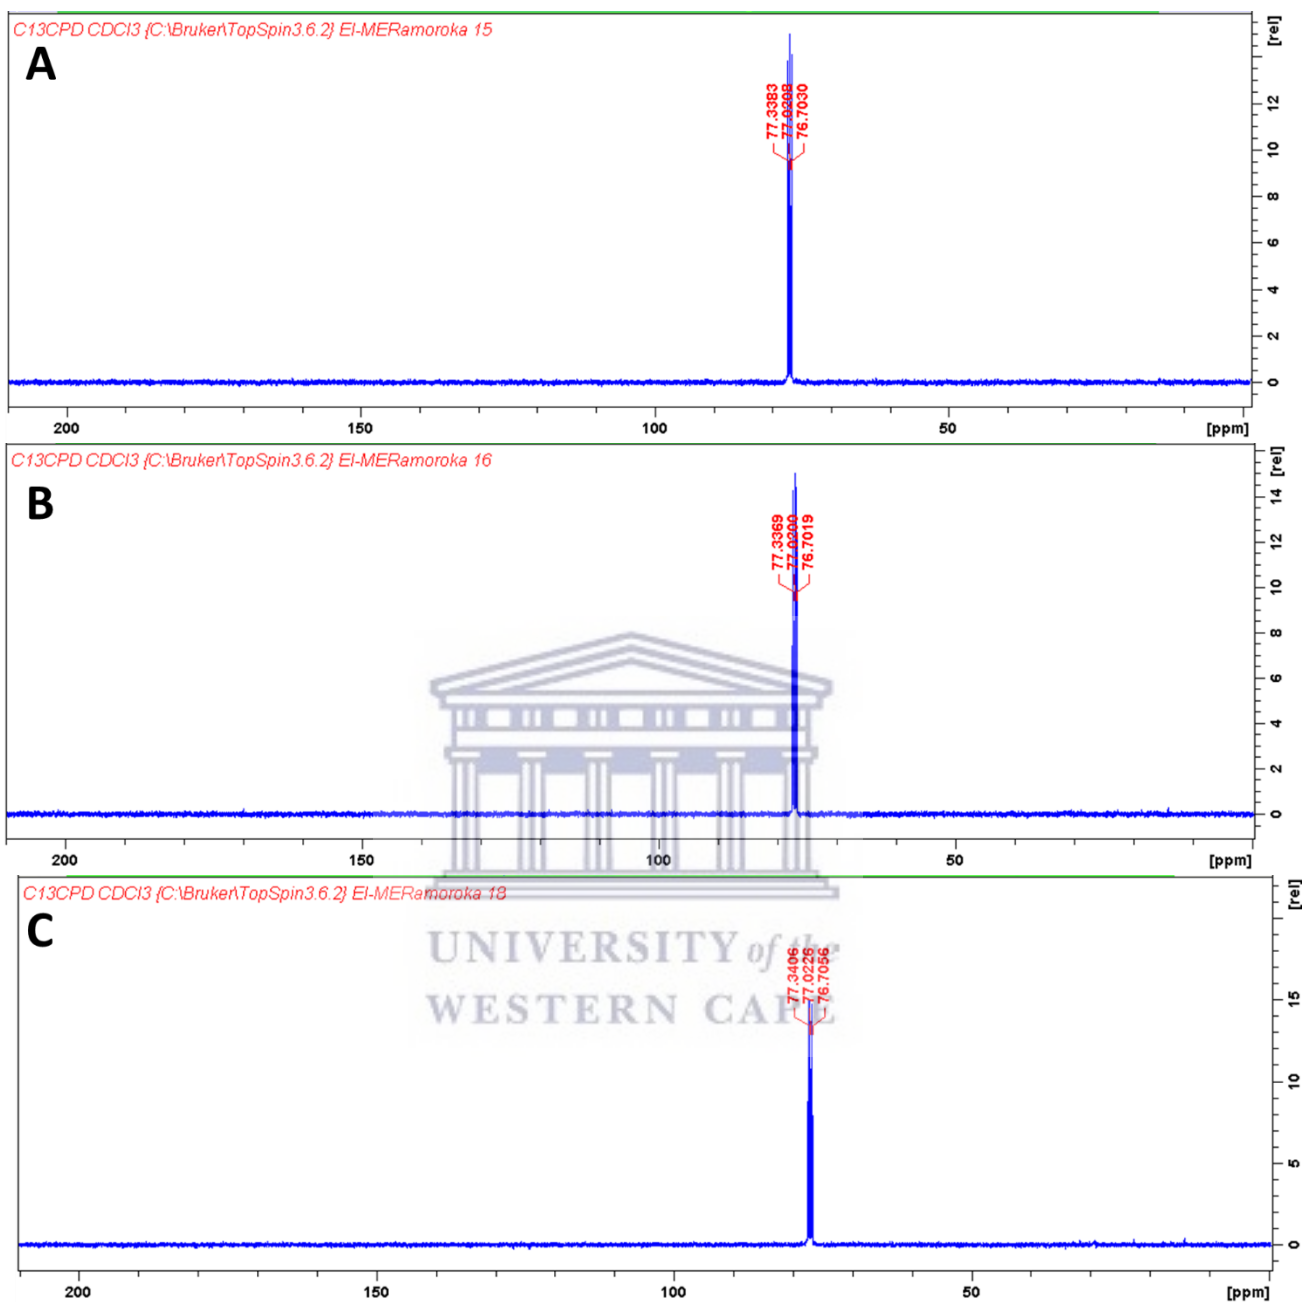 C13CPD CDCl3 {C:\Bruker\TopSpin3.6.2} EI-MERamoroka 15
A
[rel]
77.3383
77.0208
76.7030
12
10
8
6
4
2
0
200
150
100
50
[ppm]
C13CPD CDCl3 {C:\Bruker\TopSpin3.6.2} EI-MERamoroka 16
B
[rel]
77.3369
76.7019
14
12
10
8
6
4
2
0
200
150
100
50
[ppm]
C13CPD CDCl3 {C:\Bruker\TopSpin3.6.2} EI-MERamoroka 18
C
[rel]
77.3406
77.0226
76.7056
15
10
5
0
200
150
100
50
[ppm]
UNIVERSITY of the
WESTERN CAPE